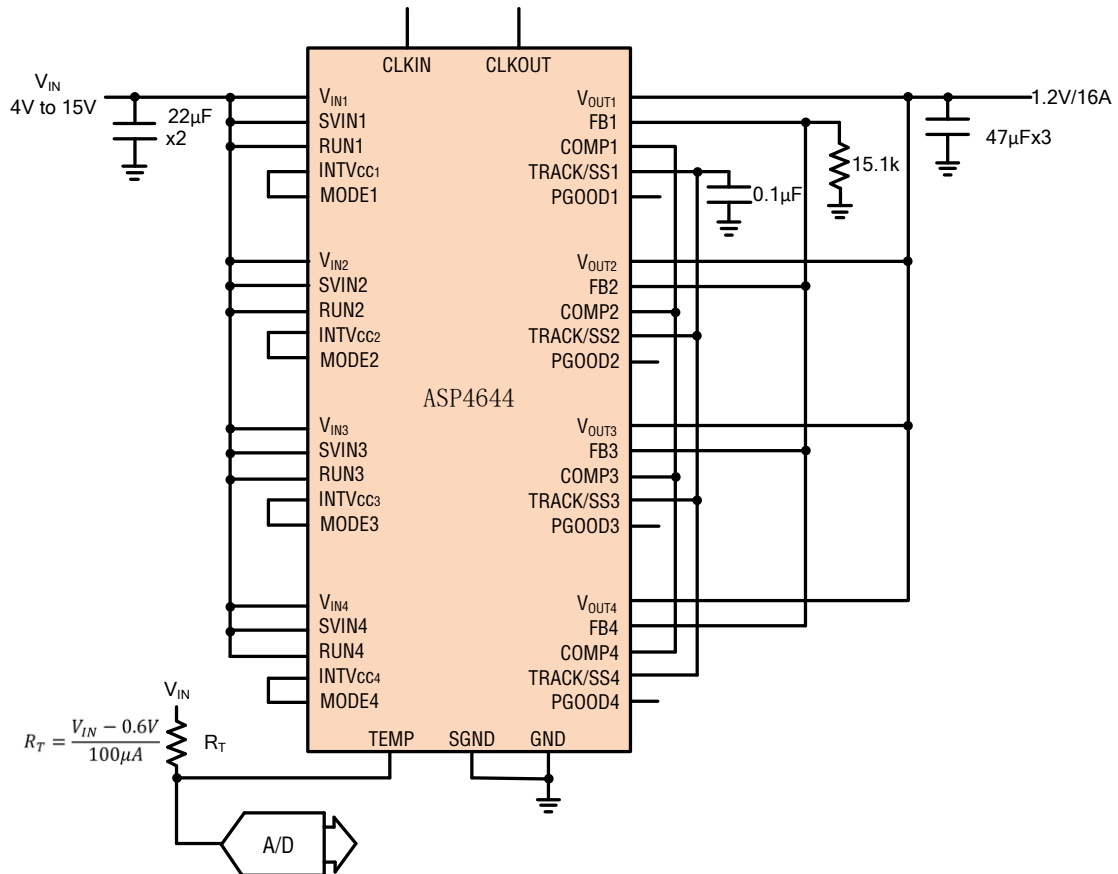 CLKIN CLKOUT
V_IN
4V to 15V
22µF
x2
V_IN1
SVIN1
RUN1
INTVcc1
MODE1
V_OUT1
FB1
COMP1
TRACK/SS1
PGOOD1
1.2V/16A
47µFx3
15.1k
0.1µF
V_IN2
SVIN2
RUN2
INTVcc2
MODE2
V_OUT2
FB2
COMP2
TRACK/SS2
PGOOD2
ASP4644
V_IN3
SVIN3
RUN3
INTVcc3
MODE3
V_OUT3
FB3
COMP3
TRACK/SS3
PGOOD3
V_IN4
SVIN4
RUN4
INTVcc4
MODE4
V_OUT4
FB4
COMP4
TRACK/SS4
PGOOD4
V_IN
R_T = (V_IN − 0.6V)/100µA
R_T
TEMP SGND GND
A/D